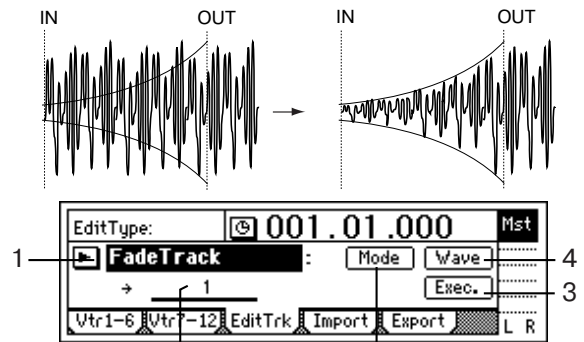 IN OUT IN OUT
EditType: 001.01.000 Mst
1 FadeTrack : Mode Wave 4
→ 1 Exec. 3
Vtr1-6 Vtr7-12 EditTrk Import Export L R